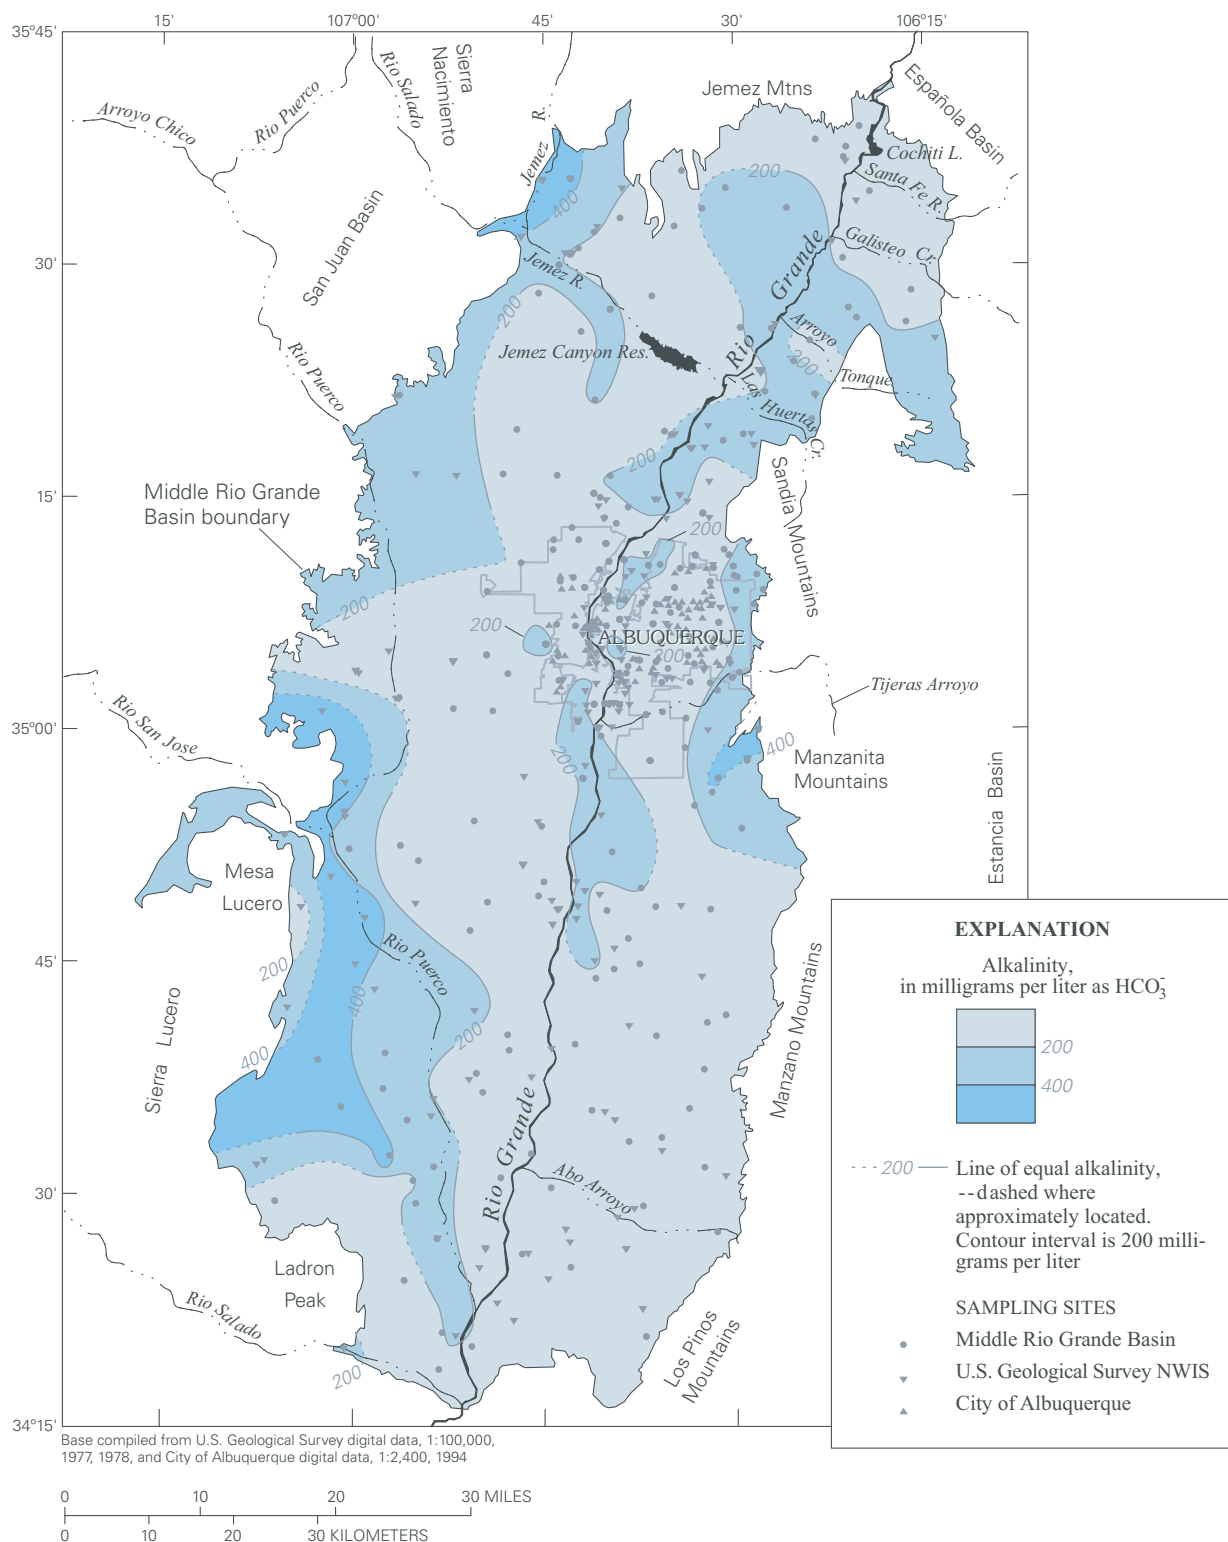 15'
107°00'
45'
30'
106°15'
35°45'
Sierra
Nacimiento
Rio Salado
Rio Puerco
Arroyo Chico
Jemez R.
Jemez Mtns
Española Basin
Cochiti L.
Santa Fe R.
Galisteo Cr.
San Juan Basin
200
400
30'
Jemez R.
200
Rio Grande
Arroyo
Tonque
200
Jemez Canyon Res.
Las Huertas Cr.
Rio Puerco
200
15'
Middle Rio Grande
Basin boundary
Sandia Mountains
200
200
200
ALBUQUERQUE
200
Tijeras Arroyo
Rio San Jose
35°00'
200
400
Manzanita
Mountains
Estancia Basin
Mesa
Lucero
Rio Puerco
45'
200
400
400
200
Sierra Lucero
Manzano Mountains
Rio Grande
Abo Arroyo
30'
Ladron
Peak
Rio Salado
200
Los Pinos
Mountains
34°15'
EXPLANATION
Alkalinity,
in milligrams per liter as HCO₃⁻
200
400
200
Line of equal alkalinity,
--dashed where
approximately located.
Contour interval is 200 milli-
grams per liter
SAMPLING SITES
Middle Rio Grande Basin
U.S. Geological Survey NWIS
City of Albuquerque
Base compiled from U.S. Geological Survey digital data, 1:100,000,
1977, 1978, and City of Albuquerque digital data, 1:2,400, 1994
0 10 20 30 MILES
0 10 20 30 KILOMETERS